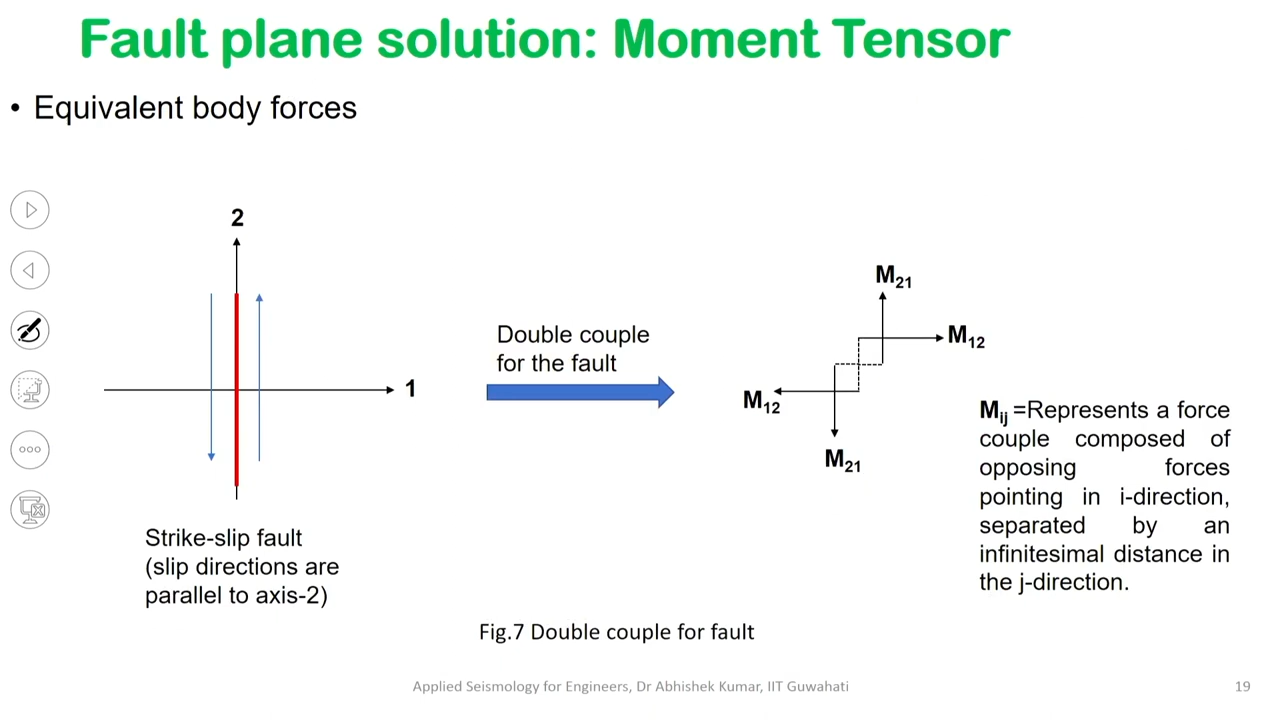 Fault plane solution: Moment Tensor
• Equivalent body forces
2
1
Strike-slip fault
(slip directions are
parallel to axis-2)
Double couple
for the fault
M21
M12
M12
M21
Mij =Represents a force
couple composed of
opposing forces
pointing in i-direction,
separated by an
infinitesimal distance in
the j-direction.
Fig.7 Double couple for fault
Applied Seismology for Engineers, Dr Abhishek Kumar, IIT Guwahati
19